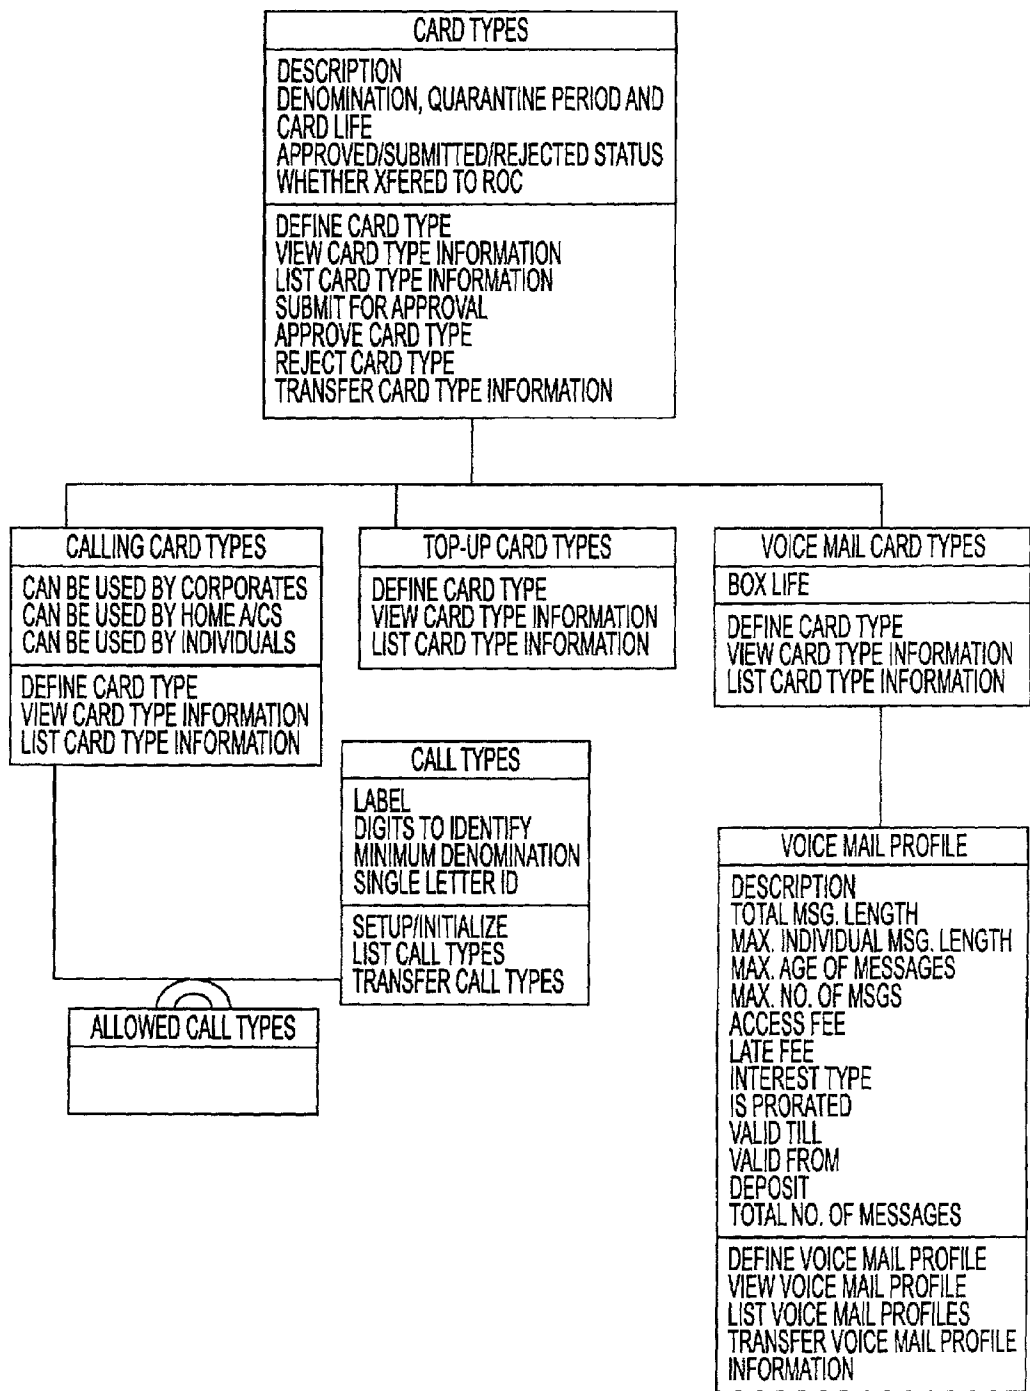 CARD TYPES
DESCRIPTION
DENOMINATION, QUARANTINE PERIOD AND
CARD LIFE
APPROVED/SUBMITTED/REJECTED STATUS
WHETHER XFERED TO ROC
DEFINE CARD TYPE
VIEW CARD TYPE INFORMATION
LIST CARD TYPE INFORMATION
SUBMIT FOR APPROVAL
APPROVE CARD TYPE
REJECT CARD TYPE
TRANSFER CARD TYPE INFORMATION
CALLING CARD TYPES
CAN BE USED BY CORPORATES
CAN BE USED BY HOME A/CS
CAN BE USED BY INDIVIDUALS
DEFINE CARD TYPE
VIEW CARD TYPE INFORMATION
LIST CARD TYPE INFORMATION
TOP-UP CARD TYPES
DEFINE CARD TYPE
VIEW CARD TYPE INFORMATION
LIST CARD TYPE INFORMATION
VOICE MAIL CARD TYPES
BOX LIFE
DEFINE CARD TYPE
VIEW CARD TYPE INFORMATION
LIST CARD TYPE INFORMATION
CALL TYPES
LABEL
DIGITS TO IDENTIFY
MINIMUM DENOMINATION
SINGLE LETTER ID
SETUP/INITIALIZE
LIST CALL TYPES
TRANSFER CALL TYPES
ALLOWED CALL TYPES
VOICE MAIL PROFILE
DESCRIPTION
TOTAL MSG. LENGTH
MAX. INDIVIDUAL MSG. LENGTH
MAX. AGE OF MESSAGES
MAX. NO. OF MSGS
ACCESS FEE
LATE FEE
INTEREST TYPE
IS PRORATED
VALID TILL
VALID FROM
DEPOSIT
TOTAL NO. OF MESSAGES
DEFINE VOICE MAIL PROFILE
VIEW VOICE MAIL PROFILE
LIST VOICE MAIL PROFILES
TRANSFER VOICE MAIL PROFILE
INFORMATION